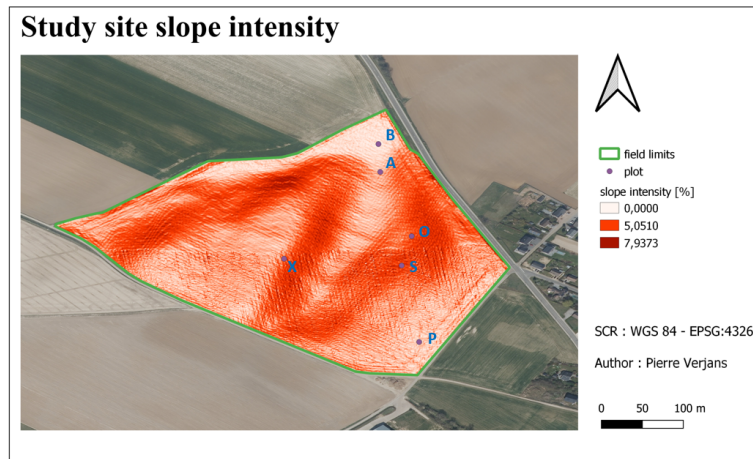 Study site slope intensity
B
A
O
X
S
P
field limits
plot
slope intensity [%]
0,0000
5,0510
7,9373
SCR : WGS 84 - EPSG:4326
Author : Pierre Verjans
0 50 100 m